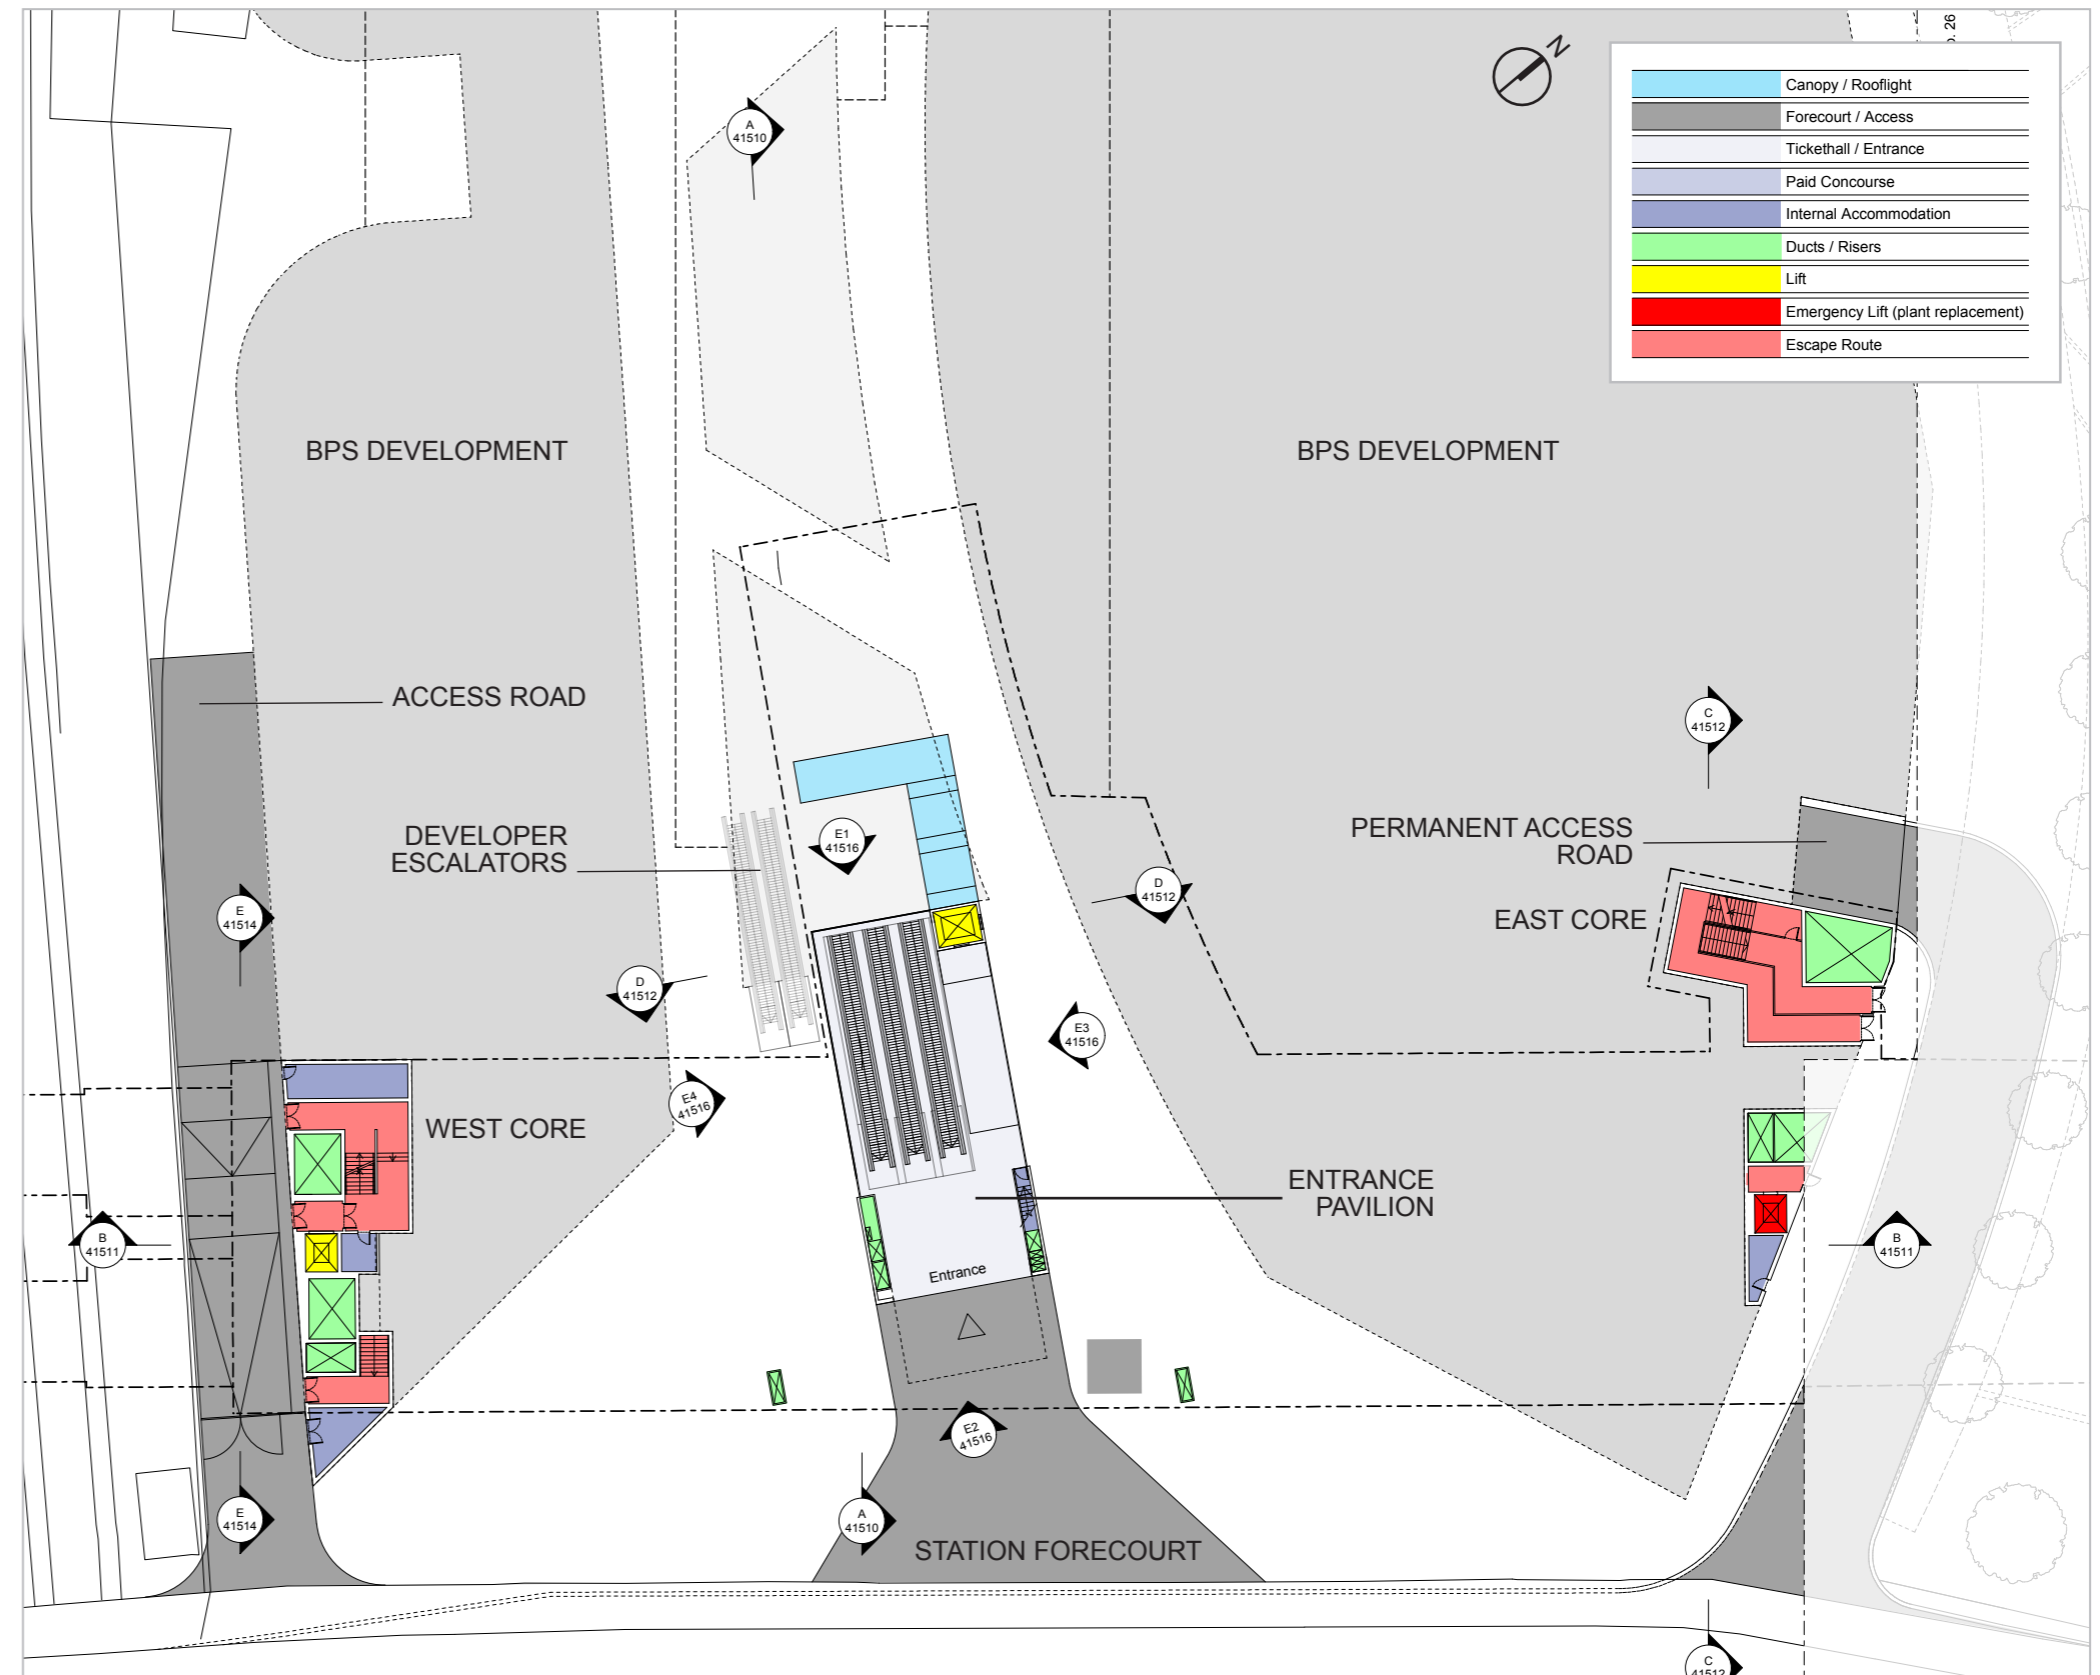 N
o. 26
Canopy / Rooflight
Forecourt / Access
Tickethall / Entrance
Paid Concourse
Internal Accommodation
Ducts / Risers
Lift
Emergency Lift (plant replacement)
Escape Route
A
41510
BPS DEVELOPMENT
BPS DEVELOPMENT
ACCESS ROAD
C
41512
DEVELOPER
ESCALATORS
E1
41516
PERMANENT ACCESS
ROAD
D
41512
E
41514
EAST CORE
D
41512
E3
41516
E4
41516
WEST CORE
ENTRANCE
PAVILION
B
41511
B
41511
Entrance
E2
41516
E
41514
A
41510
STATION FORECOURT
C
41512